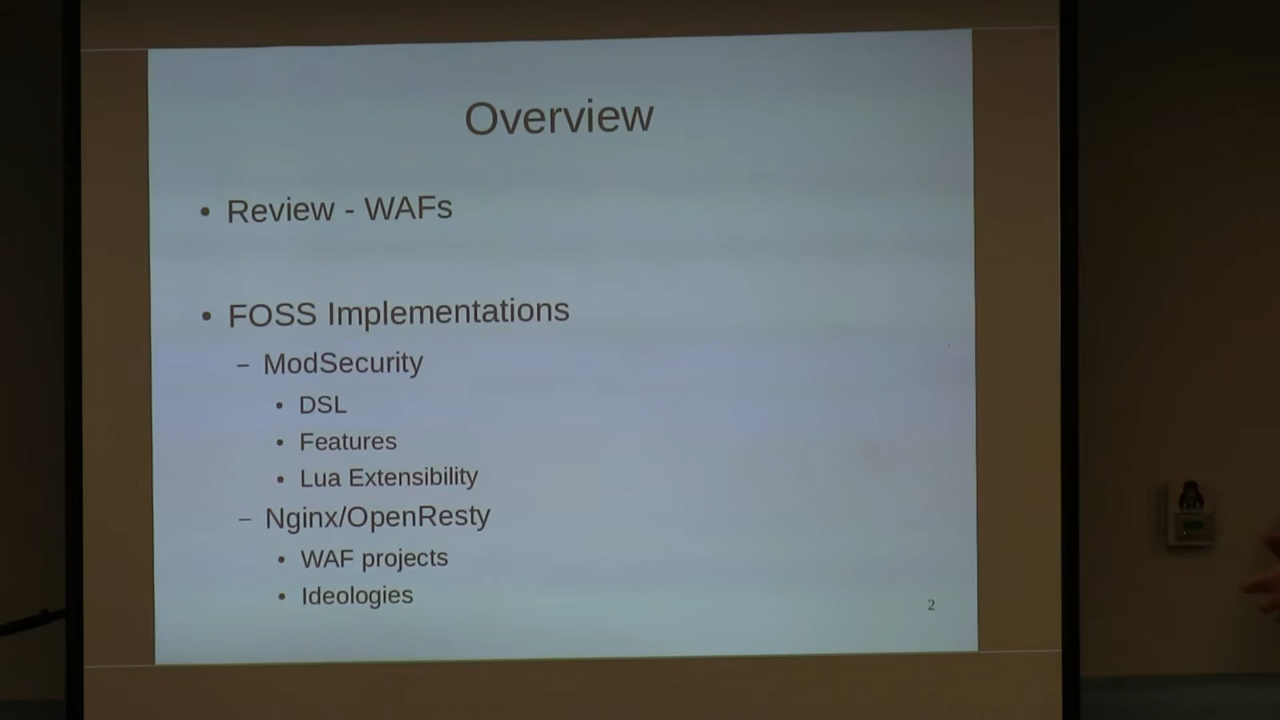 Overview
• Review - WAFs
• FOSS Implementations
– ModSecurity
• DSL
• Features
• Lua Extensibility
– Nginx/OpenResty
• WAF projects
• Ideologies
2